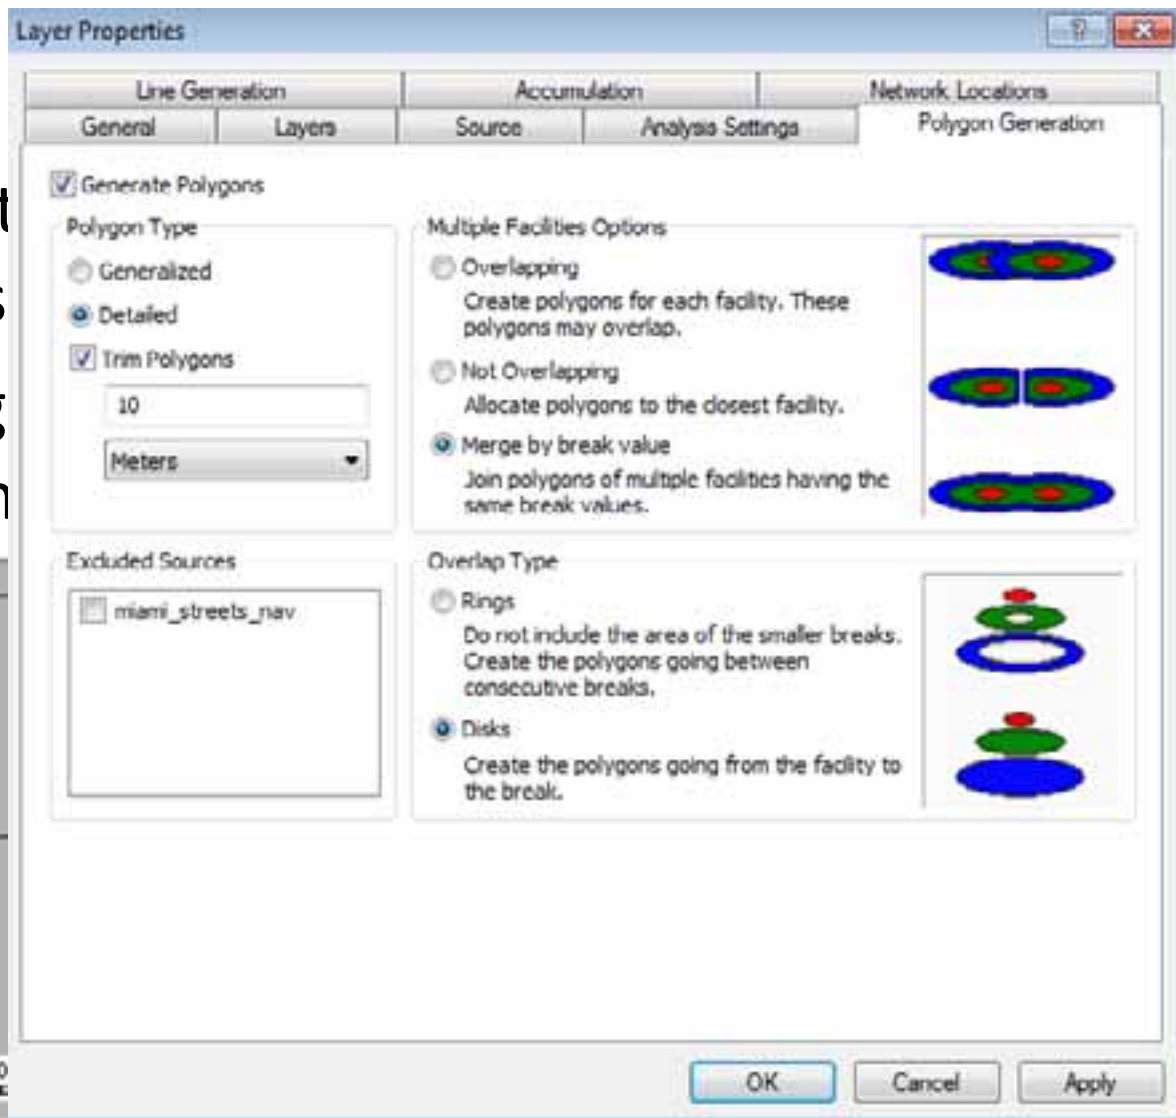 Layer Properties
Line Generation Accumulation Network Locations
General Layers Source Analysis Settings Polygon Generation
Generate Polygons
Polygon Type
Generalized
Detailed
Trim Polygons
10
Meters
Multiple Facilities Options
Overlapping
Create polygons for each facility. These
polygons may overlap.
Not Overlapping
Allocate polygons to the closest facility.
Merge by break value
Join polygons of multiple facilities having the
same break values.
Excluded Sources
miami_streets_nav
Overlap Type
Rings
Do not include the area of the smaller breaks.
Create the polygons going between
consecutive breaks.
Disks
Create the polygons going from the facility to
the break.
OK Cancel Apply